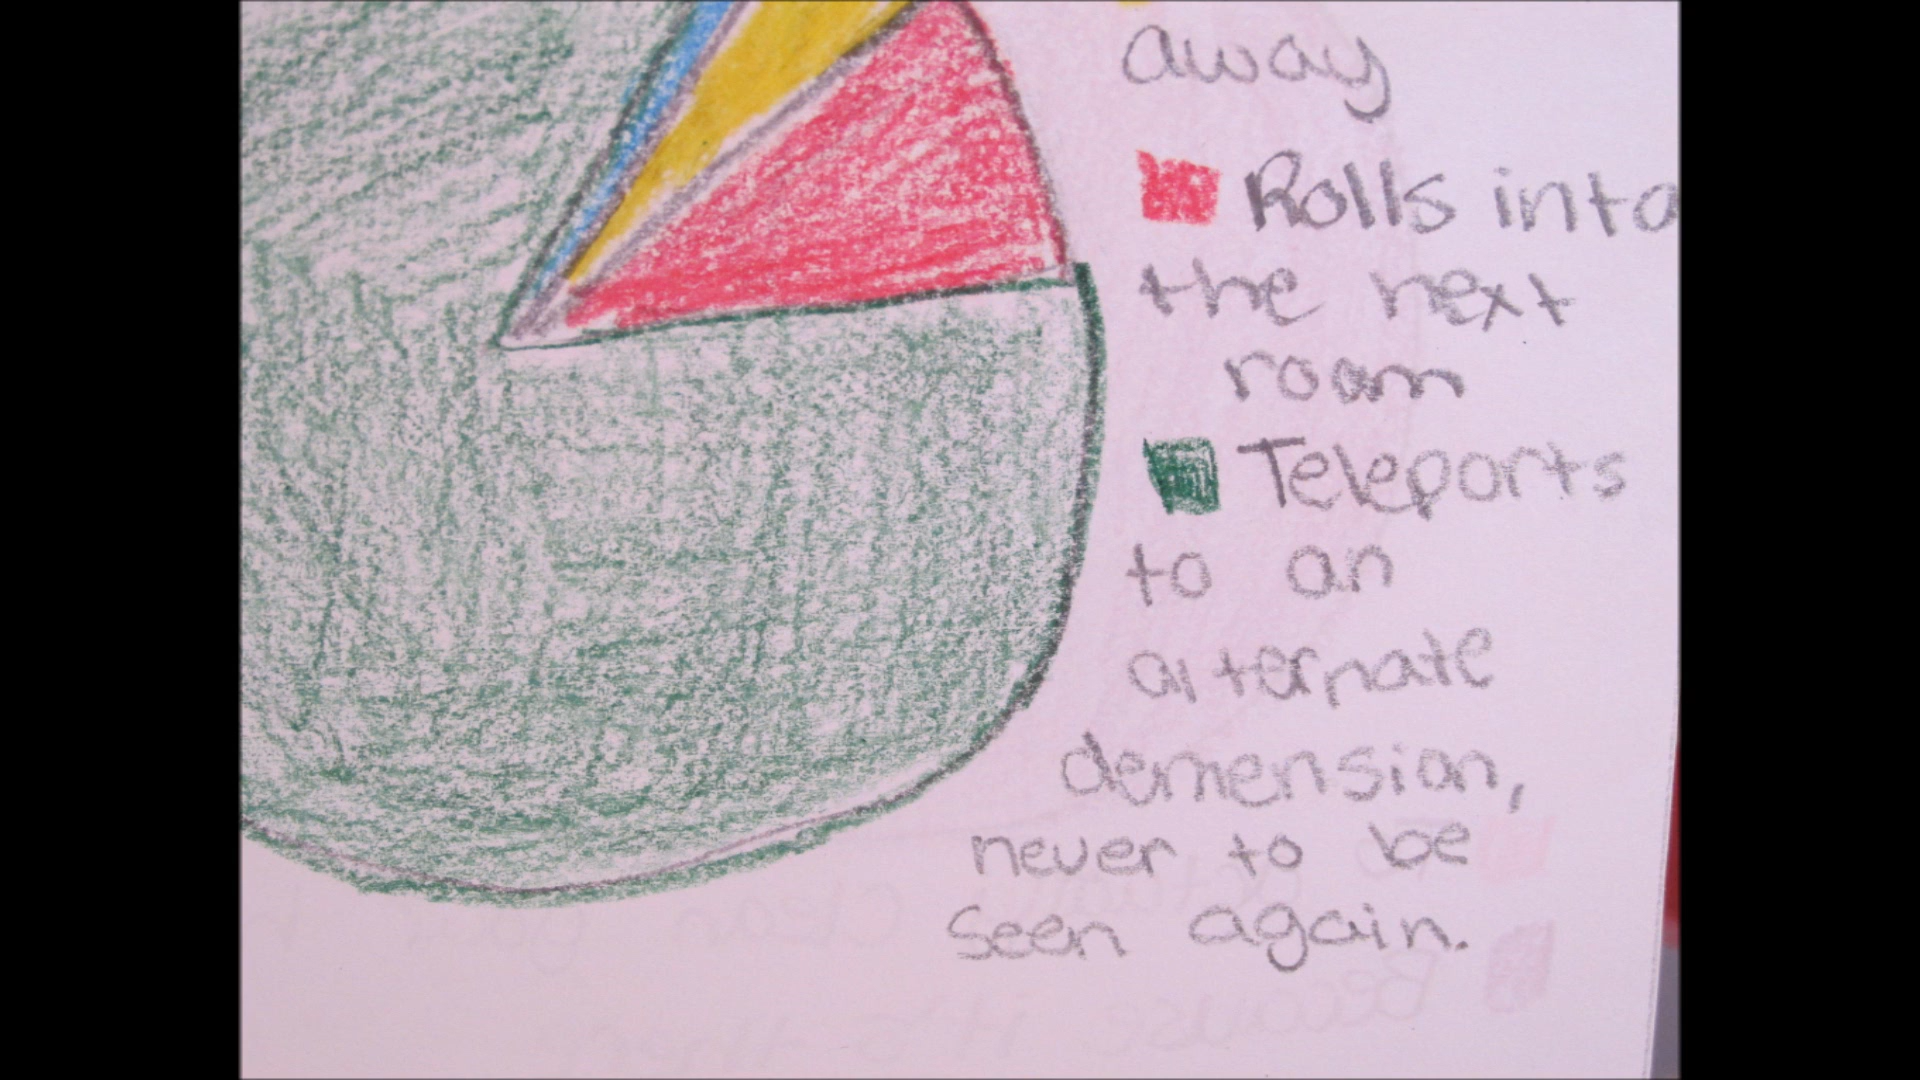 away
Rolls into
the next
room
Teleports
to an
alternate
demension,
never to be
seen again.